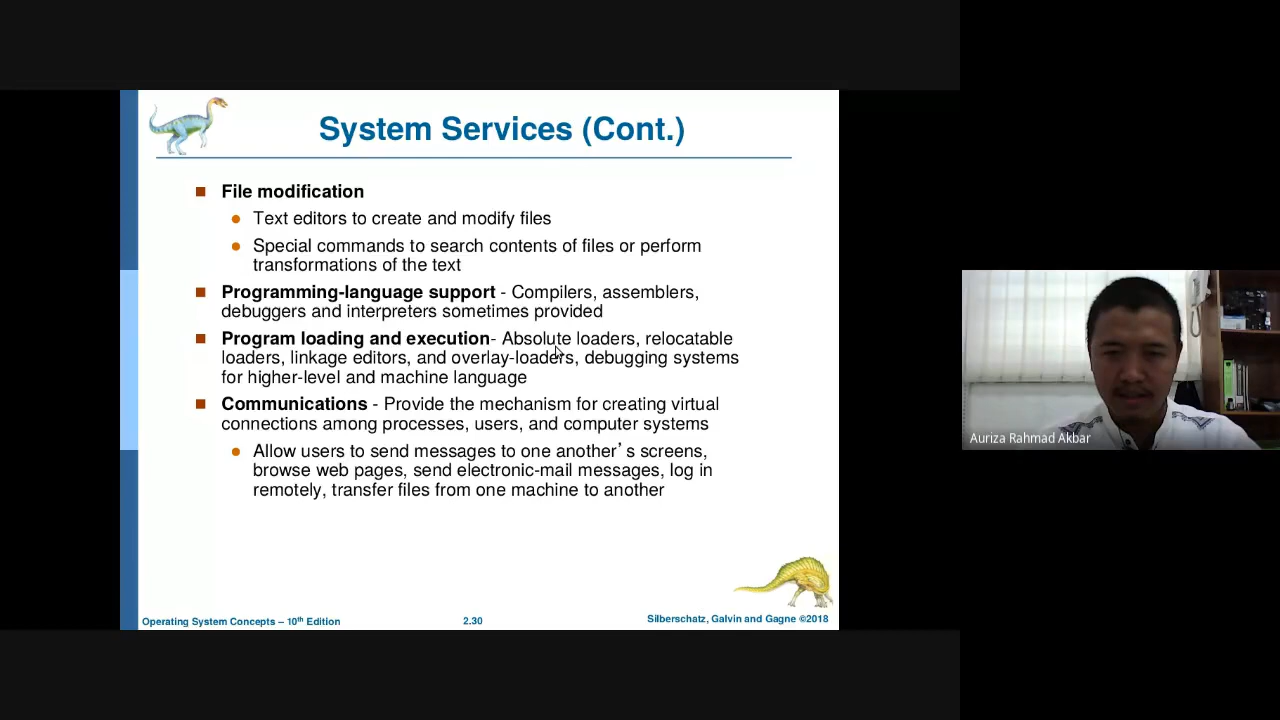 System Services (Cont.)
File modification
Text editors to create and modify files
Special commands to search contents of files or perform
transformations of the text
Programming-language support - Compilers, assemblers,
debuggers and interpreters sometimes provided
Program loading and execution- Absolute loaders, relocatable
loaders, linkage editors, and overlay-loaders, debugging systems
for higher-level and machine language
Communications - Provide the mechanism for creating virtual
connections among processes, users, and computer systems
Allow users to send messages to one another’s screens,
browse web pages, send electronic-mail messages, log in
remotely, transfer files from one machine to another
Operating System Concepts – 10th Edition
2.30
Silberschatz, Galvin and Gagne ©2018
Auriza Rahmad Akbar